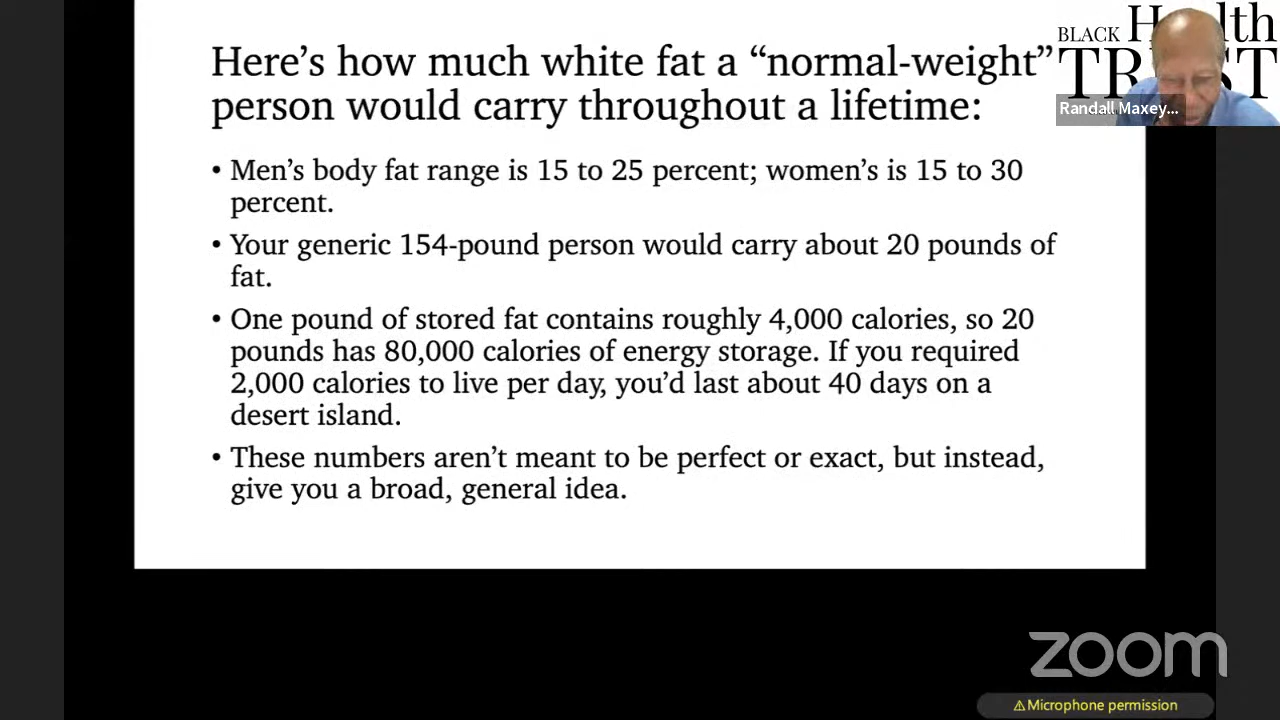 Here’s how much white fat a “normal-weight”
person would carry throughout a lifetime:
• Men’s body fat range is 15 to 25 percent; women’s is 15 to 30
percent.
• Your generic 154-pound person would carry about 20 pounds of
fat.
• One pound of stored fat contains roughly 4,000 calories, so 20
pounds has 80,000 calories of energy storage. If you required
2,000 calories to live per day, you’d last about 40 days on a
desert island.
• These numbers aren’t meant to be perfect or exact, but instead,
give you a broad, general idea.
BLACK
Randall Maxey...
zoom
⚠Microphone permission